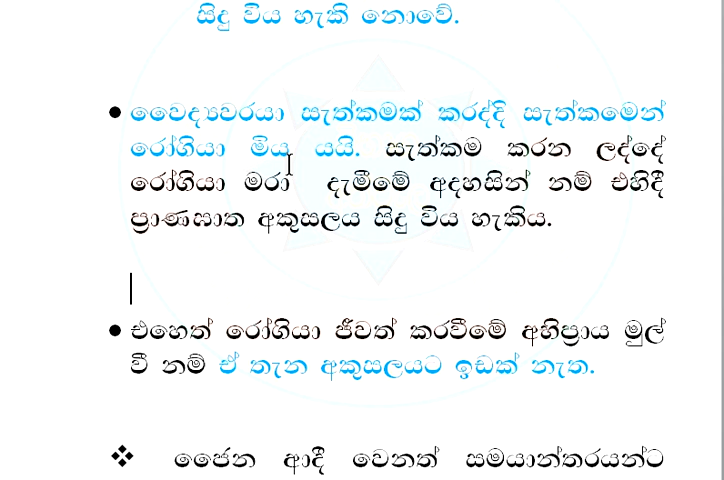 සිදු විය හැකි නොවේ.
• වෛද්‍යවරයා සැත්කමක් කරද්දි සැත්කමෙන්
රෝගියා මිය යයි. සැත්කම කරන ලද්දේ
රෝගියා මරා දැමීමේ අදහසින් නම් එහිදී
ප්‍රාණඝාත අකුසලය සිදු විය හැකිය.
• එහෙත් රෝගියා ජීවත් කරවීමේ අභිප්‍රාය මුල්
වී නම් ඒ තැන අකුසලයට ඉඩක් නැත.
❖ ජෛන ආදී වෙනත් සමයාන්තරයන්ට